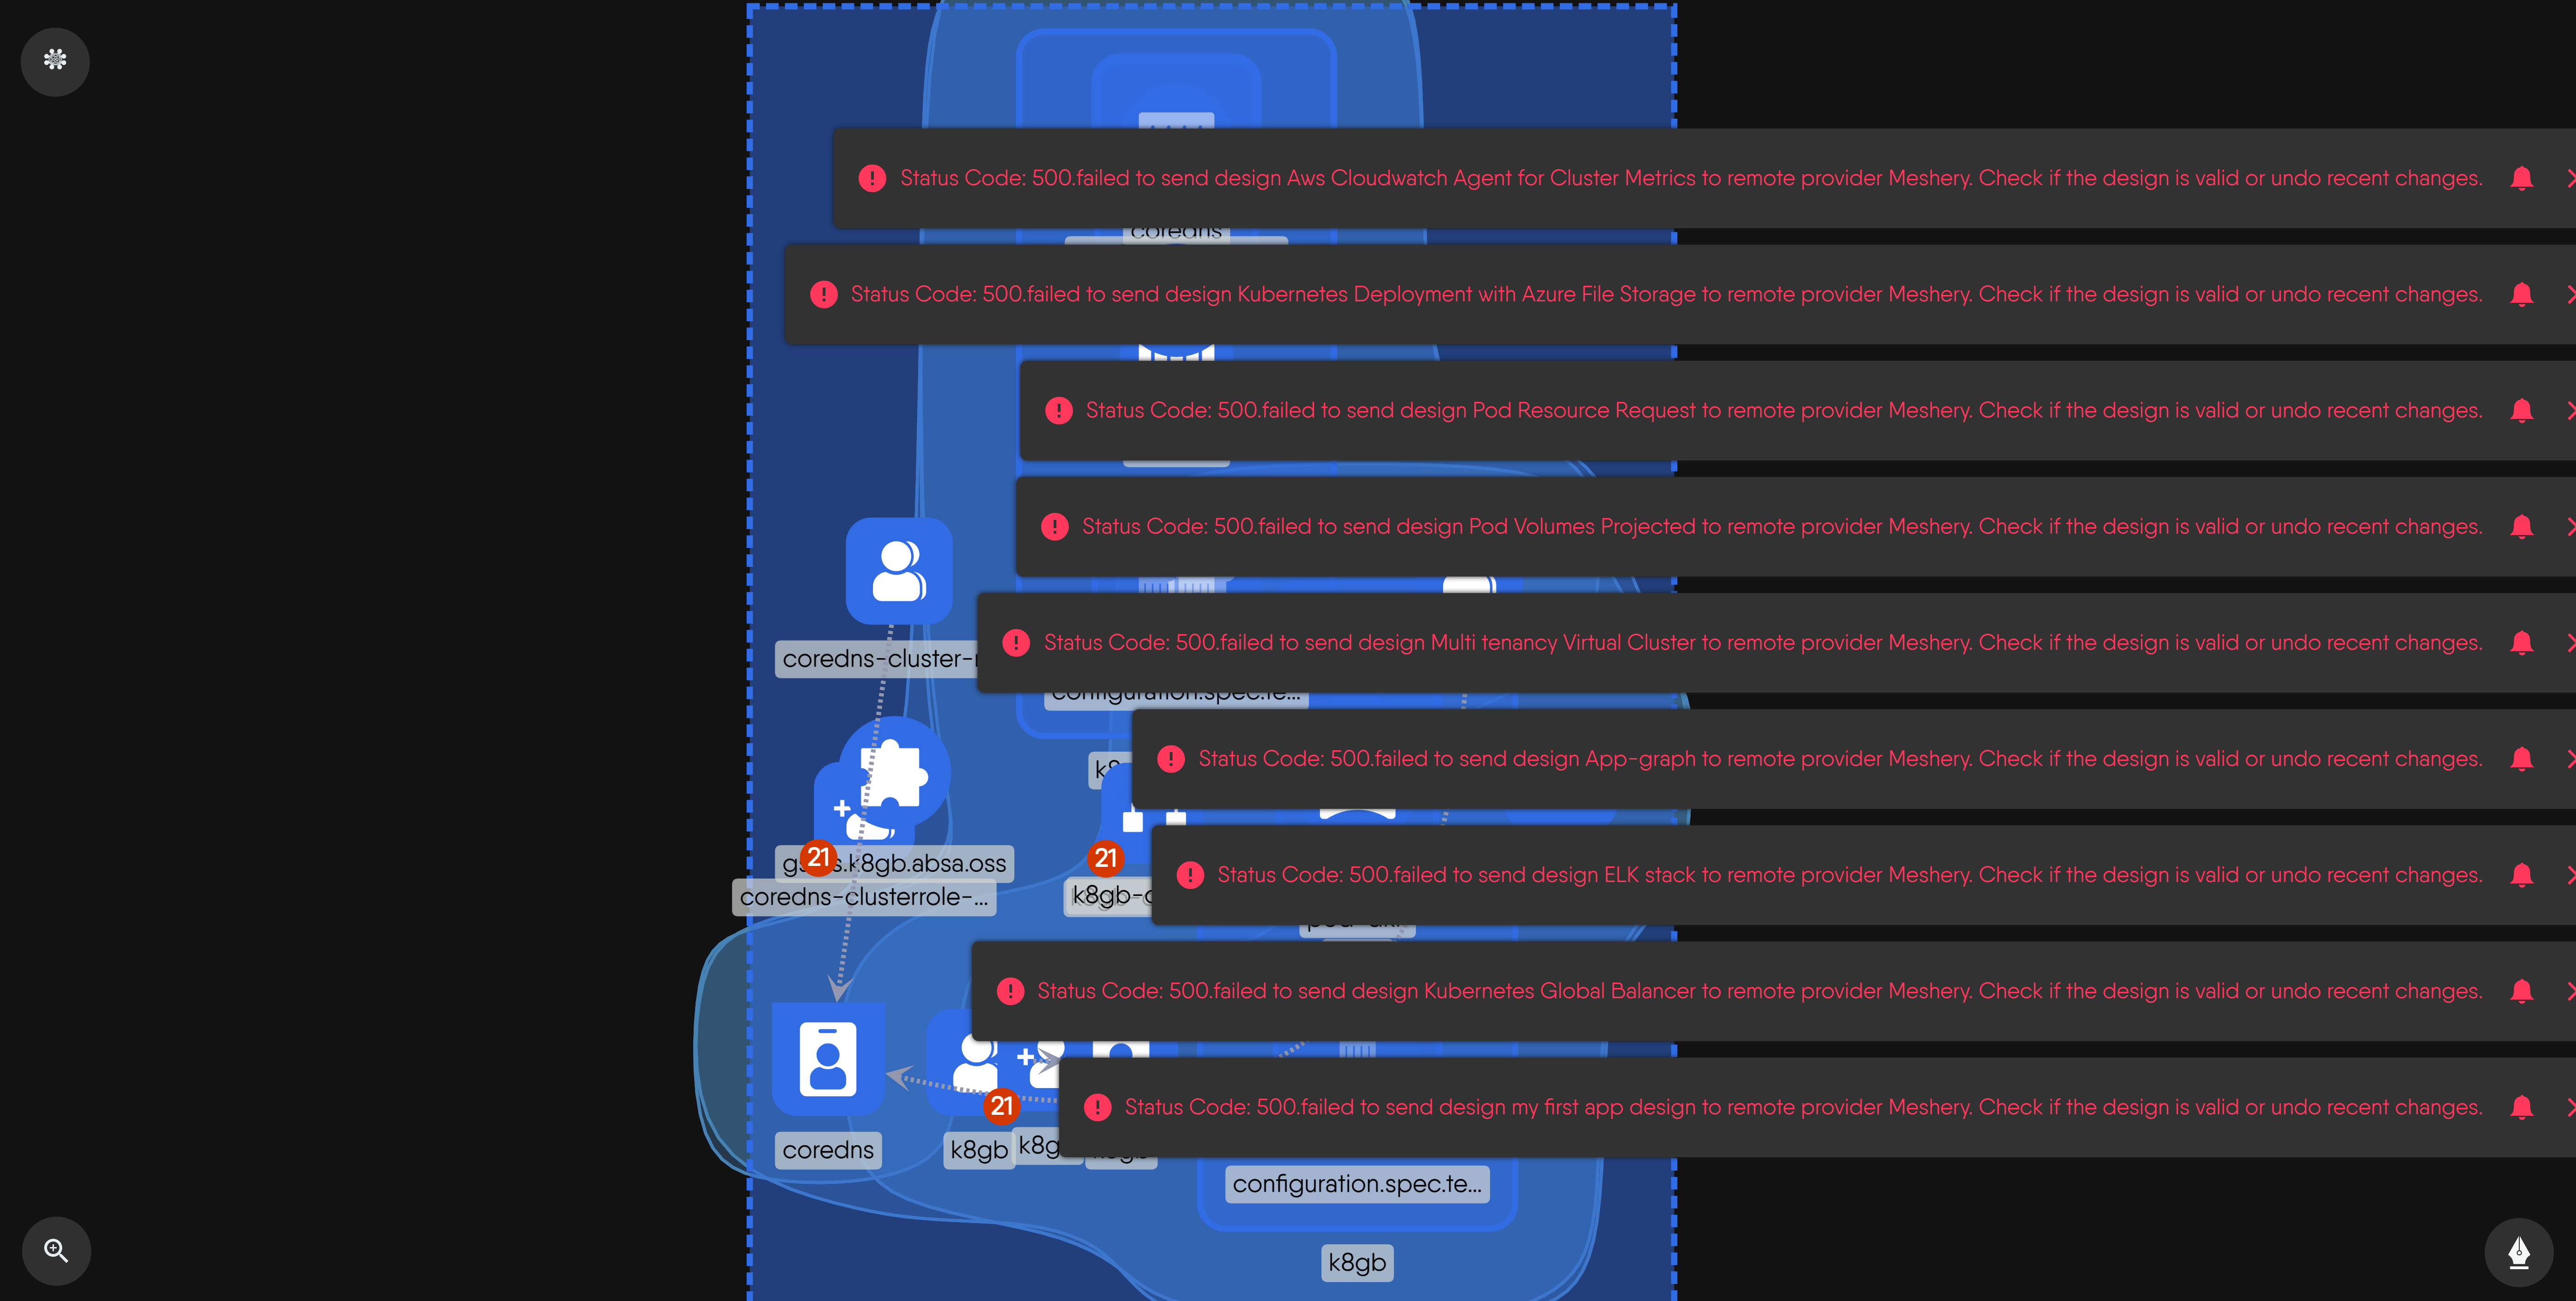 Status Code: 500.failed to send design Aws Cloudwatch Agent for Cluster Metrics to remote provider Meshery. Check if the design is valid or undo recent changes.
coredns
Status Code: 500.failed to send design Kubernetes Deployment with Azure File Storage to remote provider Meshery. Check if the design is valid or undo recent changes.
Status Code: 500.failed to send design Pod Resource Request to remote provider Meshery. Check if the design is valid or undo recent changes.
Status Code: 500.failed to send design Pod Volumes Projected to remote provider Meshery. Check if the design is valid or undo recent changes.
Status Code: 500.failed to send design Multi tenancy Virtual Cluster to remote provider Meshery. Check if the design is valid or undo recent changes.
coredns-cluster-
configuration.spec.te...
Status Code: 500.failed to send design App-graph to remote provider Meshery. Check if the design is valid or undo recent changes.
21
.k8gb.absa.oss
21
Status Code: 500.failed to send design ELK stack to remote provider Meshery. Check if the design is valid or undo recent changes.
coredns-clusterrole-...
k8gb-
Status Code: 500.failed to send design Kubernetes Global Balancer to remote provider Meshery. Check if the design is valid or undo recent changes.
21
Status Code: 500.failed to send design my first app design to remote provider Meshery. Check if the design is valid or undo recent changes.
coredns
k8gb
k8g
configuration.spec.te...
k8gb